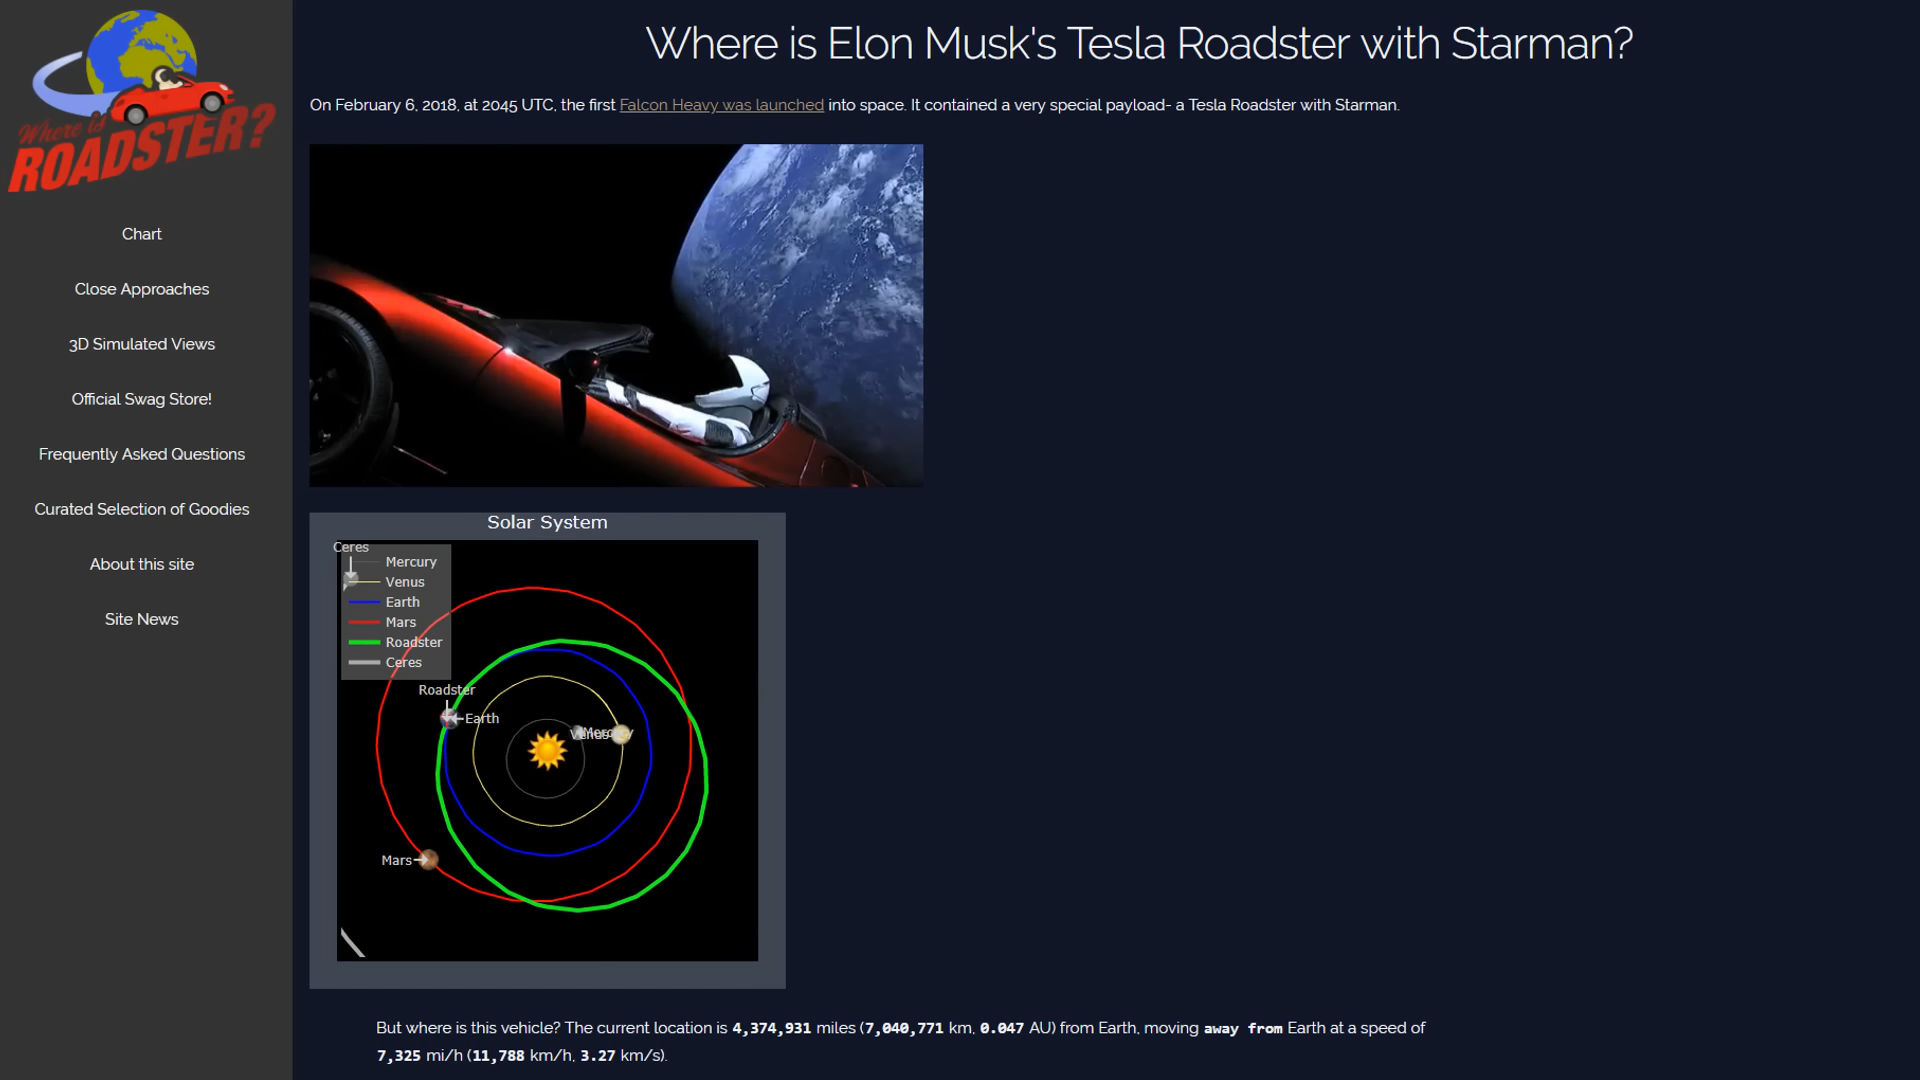 Where is
ROADSTER?
Chart
Close Approaches
3D Simulated Views
Official Swag Store!
Frequently Asked Questions
Curated Selection of Goodies
About this site
Site News
Where is Elon Musk's Tesla Roadster with Starman?
On February 6, 2018, at 2045 UTC, the first Falcon Heavy was launched into space. It contained a very special payload- a Tesla Roadster with Starman.
Solar System
Ceres
Mercury
Venus
Earth
Mars
Roadster
Ceres
Roadster
Earth
Venus
Mercury
Mars
But where is this vehicle? The current location is 4,374,931 miles (7,040,771 km, 0.047 AU) from Earth, moving away from Earth at a speed of
7,325 mi/h (11,788 km/h, 3.27 km/s).